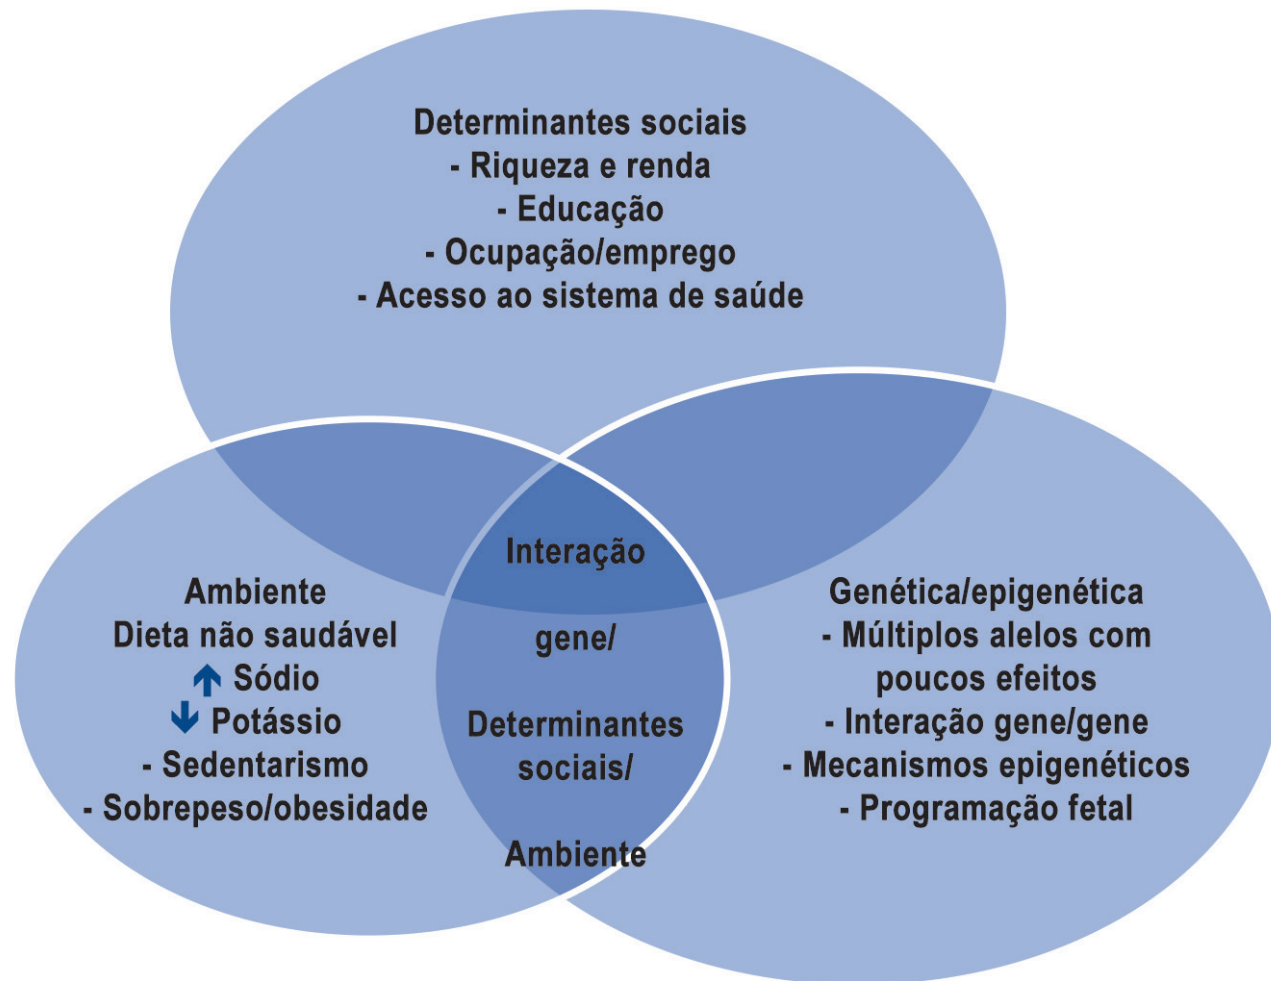 Determinantes sociais
- Riqueza e renda
- Educação
- Ocupação/emprego
- Acesso ao sistema de saúde
Ambiente
Dieta não saudável
↑ Sódio
↓ Potássio
- Sedentarismo
- Sobrepeso/obesidade
Interação
gene/
Determinantes
sociais/
Ambiente
Genética/epigenética
- Múltiplos alelos com
poucos efeitos
- Interação gene/gene
- Mecanismos epigenéticos
- Programação fetal